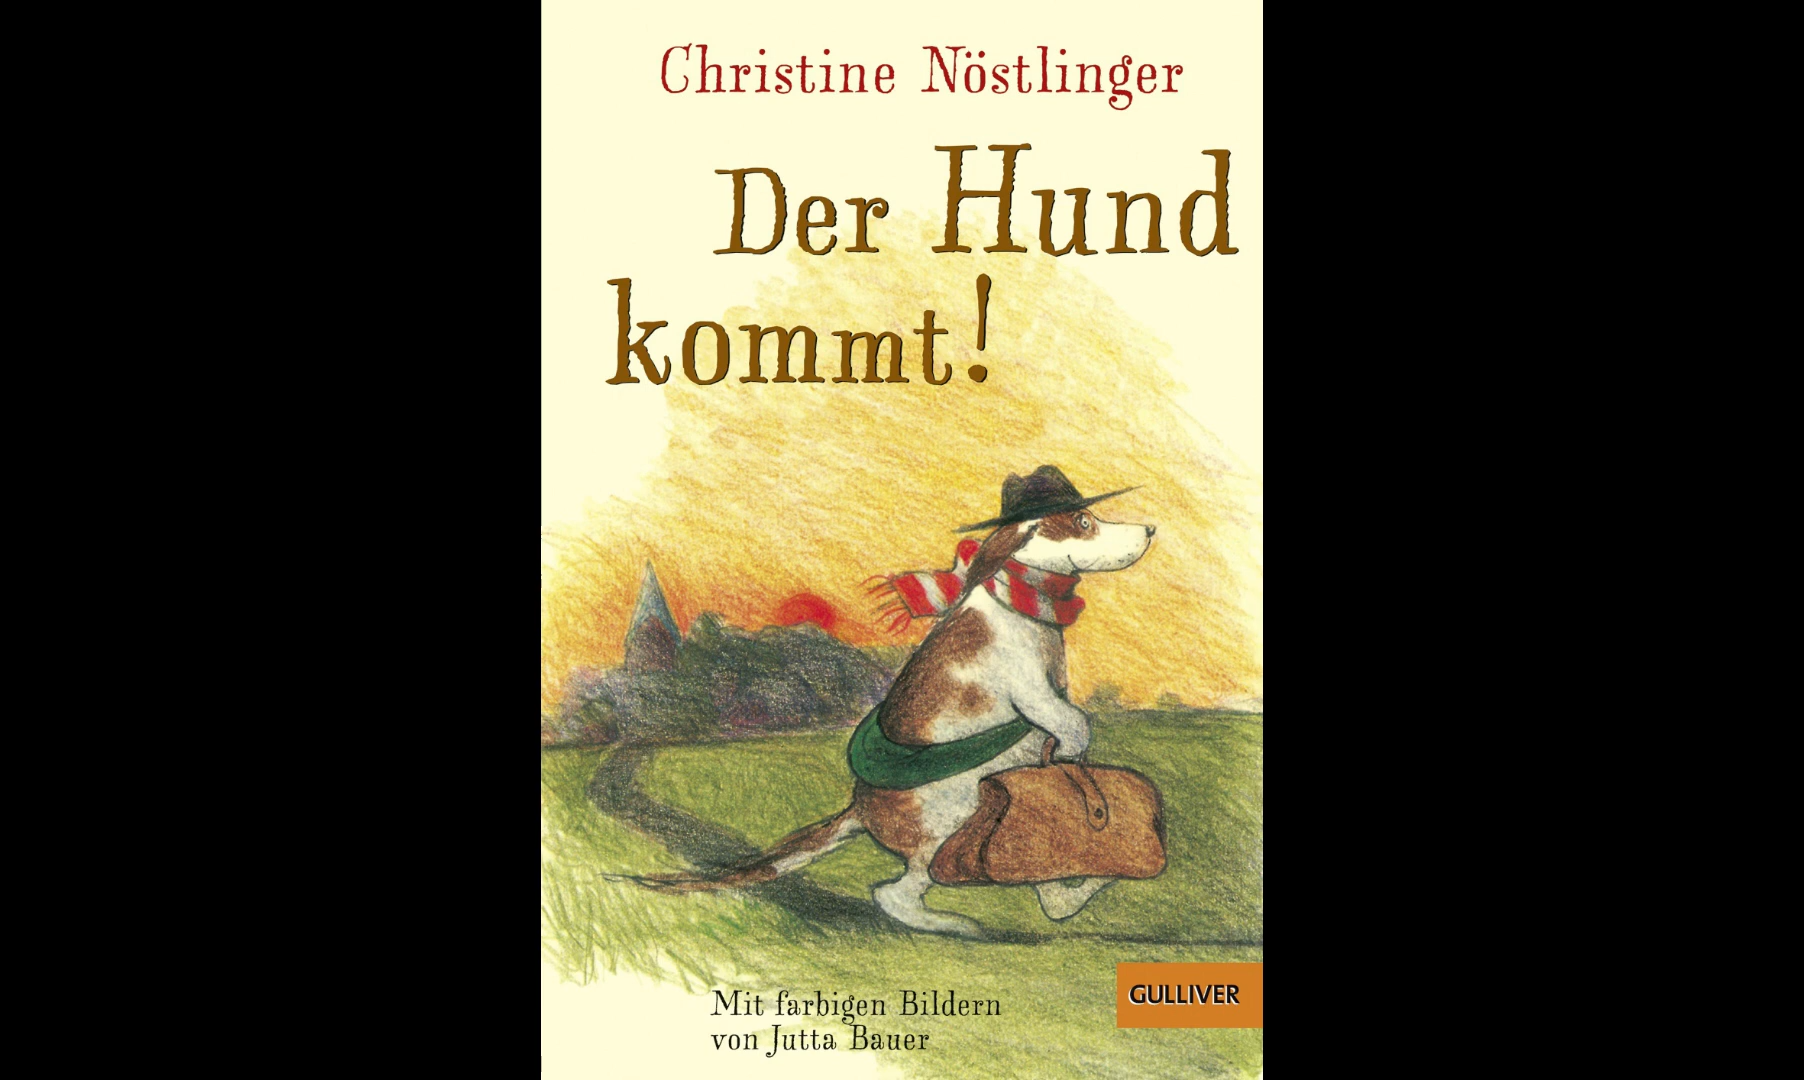 Christine Nöstlinger
Der Hund
kommt!
Mit farbigen Bildern
von Jutta Bauer
GULLIVER